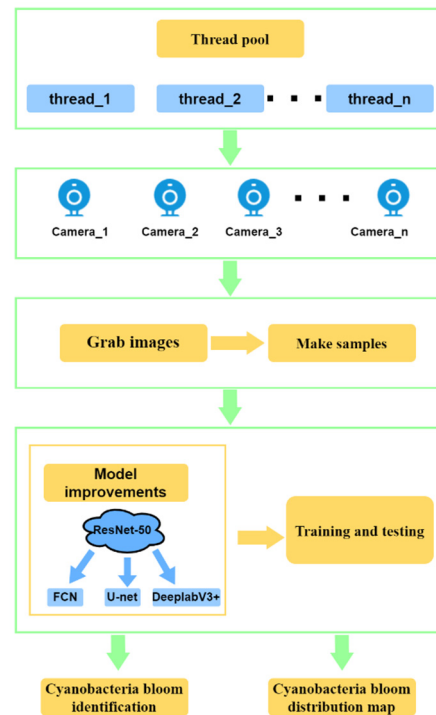 Thread pool
thread_1 thread_2 thread_n
Camera_1 Camera_2 Camera_3 Camera_n
Grab images Make samples
Model
improvements
ResNet-50
Training and testing
FCN U-net DeeplabV3+
Cyanobacteria bloom
identification
Cyanobacteria bloom
distribution map